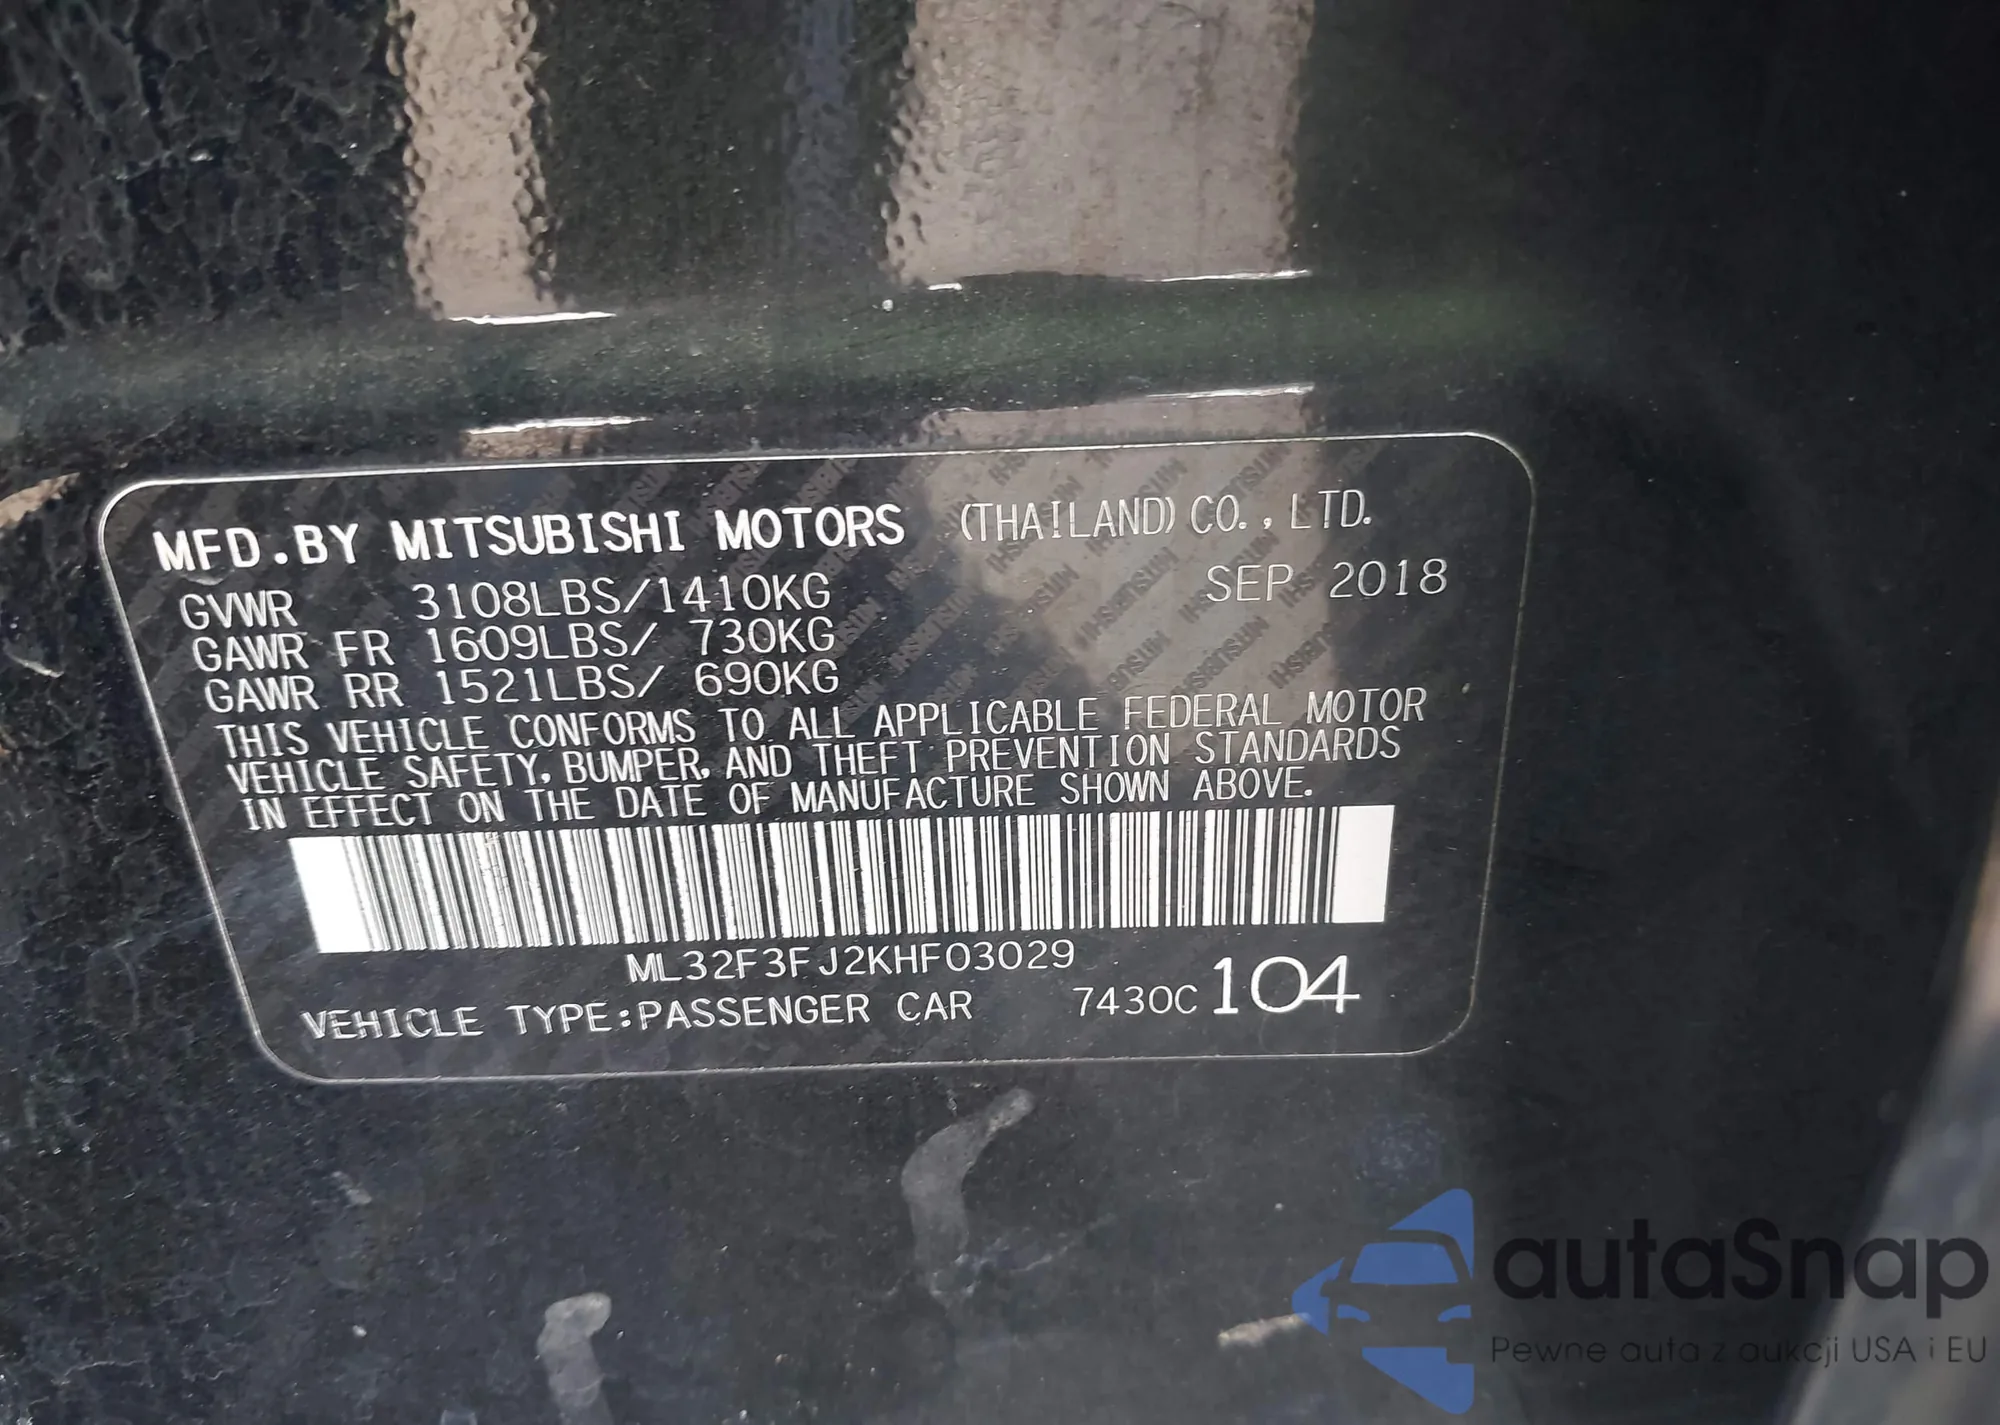 MFD.BY MITSUBISHI MOTORS (THAILAND) CO., LTD.
GVWR 3108LBS/1410KG SEP 2018
GAWR FR 1609LBS/ 730KG
GAWR RR 1521LBS/ 690KG
THIS VEHICLE CONFORMS TO ALL APPLICABLE FEDERAL MOTOR
VEHICLE SAFETY, BUMPER, AND THEFT PREVENTION STANDARDS
IN EFFECT ON THE DATE OF MANUFACTURE SHOWN ABOVE.
ML32F3FJ2KHF03029
VEHICLE TYPE:PASSENGER CAR 7430C 104
autaSnap
Pewne auta z aukcji USA i EU